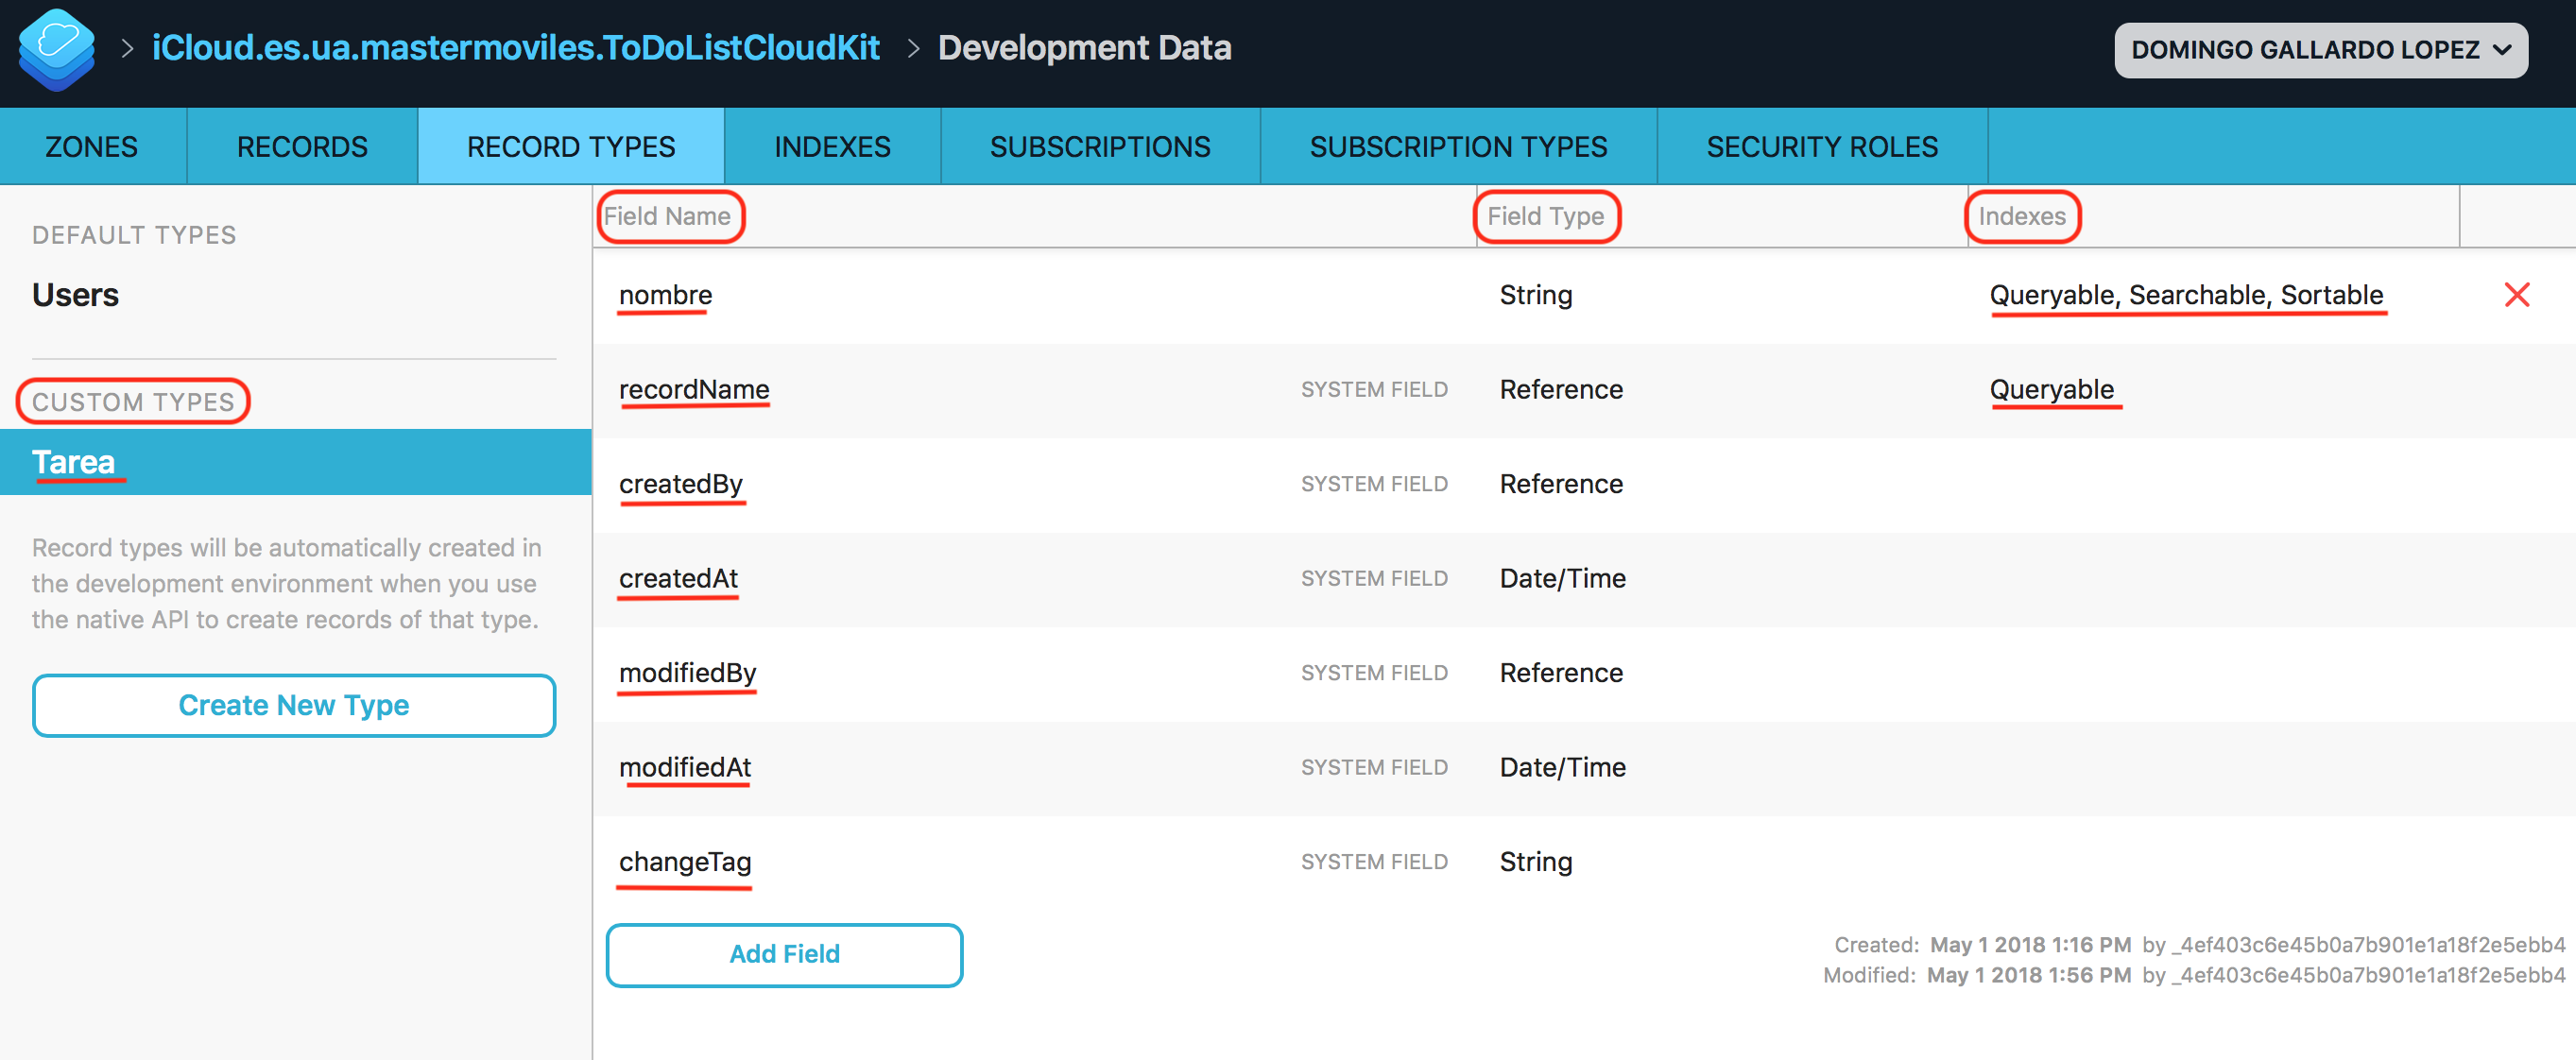 > iCloud.es.ua.mastermoviles.ToDoListCloudKit > Development Data
DOMINGO GALLARDO LOPEZ
ZONES RECORDS RECORD TYPES INDEXES SUBSCRIPTIONS SUBSCRIPTION TYPES SECURITY ROLES
DEFAULT TYPES
Users
CUSTOM TYPES
Tarea
Record types will be automatically created in
the development environment when you use
the native API to create records of that type.
Create New Type
Field Name Field Type Indexes
nombre String Queryable, Searchable, Sortable
recordName SYSTEM FIELD Reference Queryable
createdBy SYSTEM FIELD Reference
createdAt SYSTEM FIELD Date/Time
modifiedBy SYSTEM FIELD Reference
modifiedAt SYSTEM FIELD Date/Time
changeTag SYSTEM FIELD String
Add Field
Created: May 1 2018 1:16 PM by _4ef403c6e45b0a7b901e1a18f2e5ebb4
Modified: May 1 2018 1:56 PM by _4ef403c6e45b0a7b901e1a18f2e5ebb4